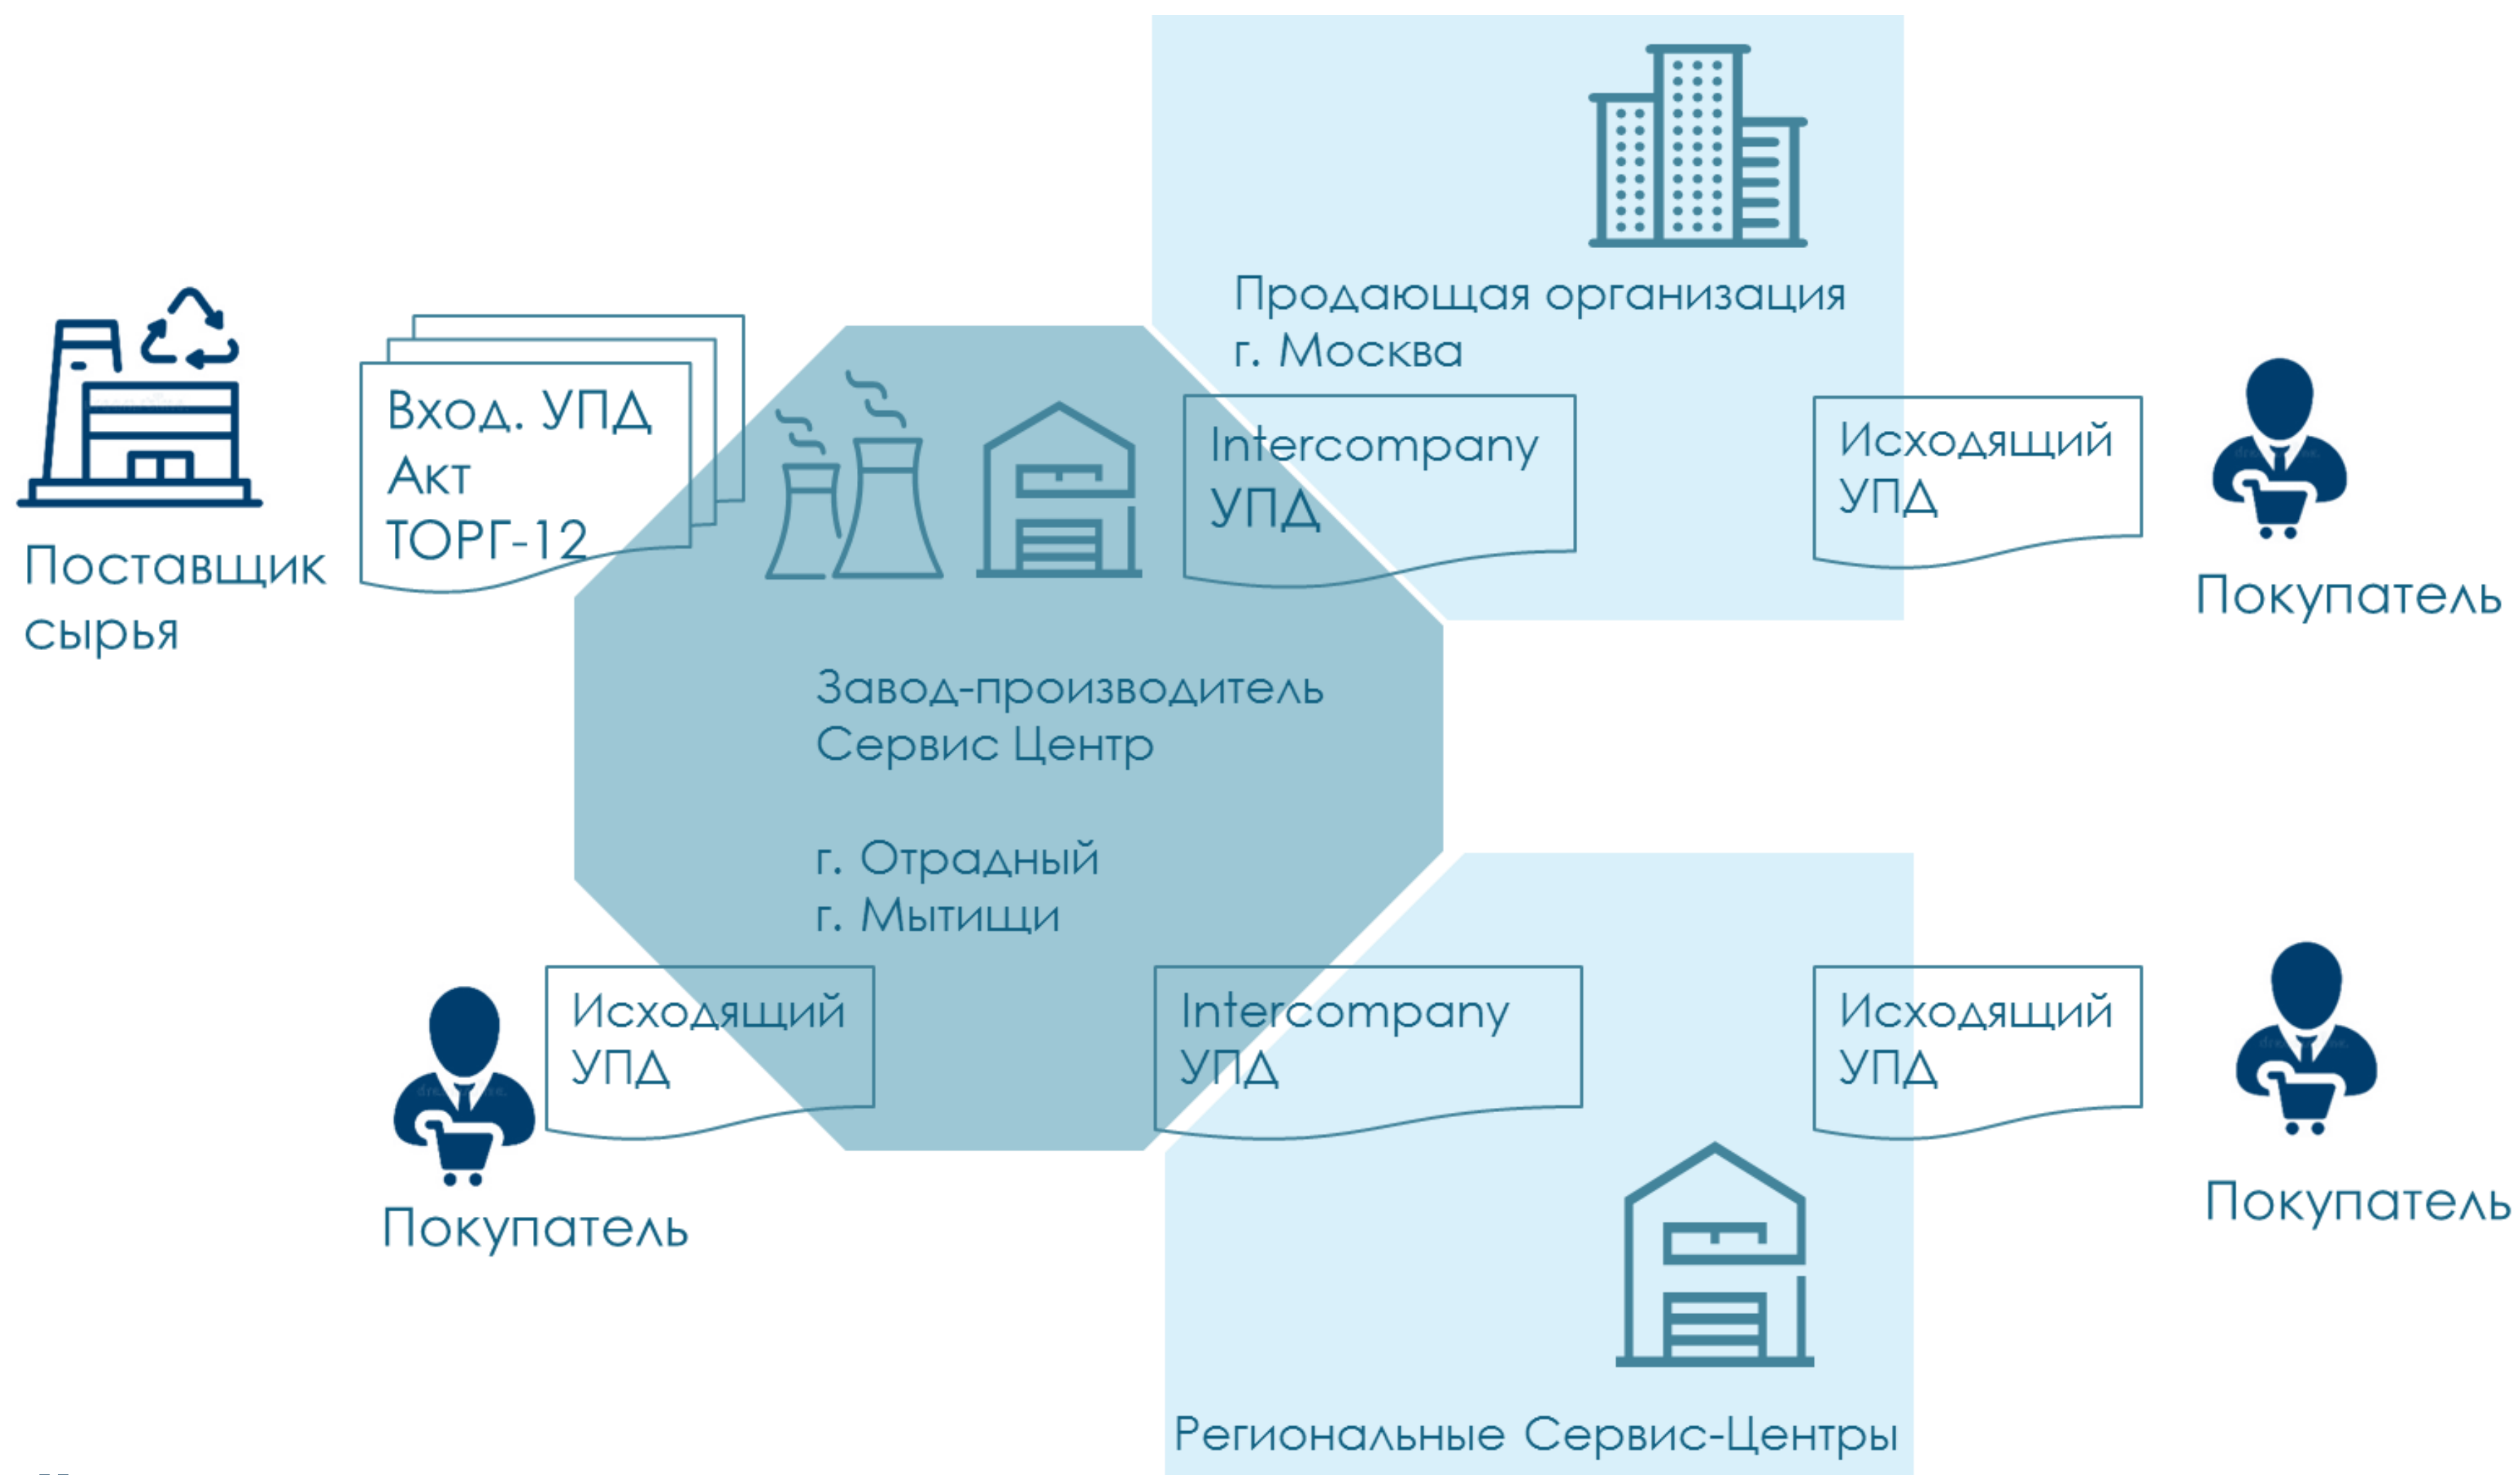 Продающая организация
г. Москва
Вход. УПД
Акт
ТОРГ-12
Поставщик
сырья
Intercompany
УПД
Исходящий
УПД
Покупатель
Завод-производитель
Сервис Центр
г. Отрадный
г. Мытищи
Исходящий
УПД
Покупатель
Intercompany
УПД
Исходящий
УПД
Покупатель
Региональные Сервис-Центры